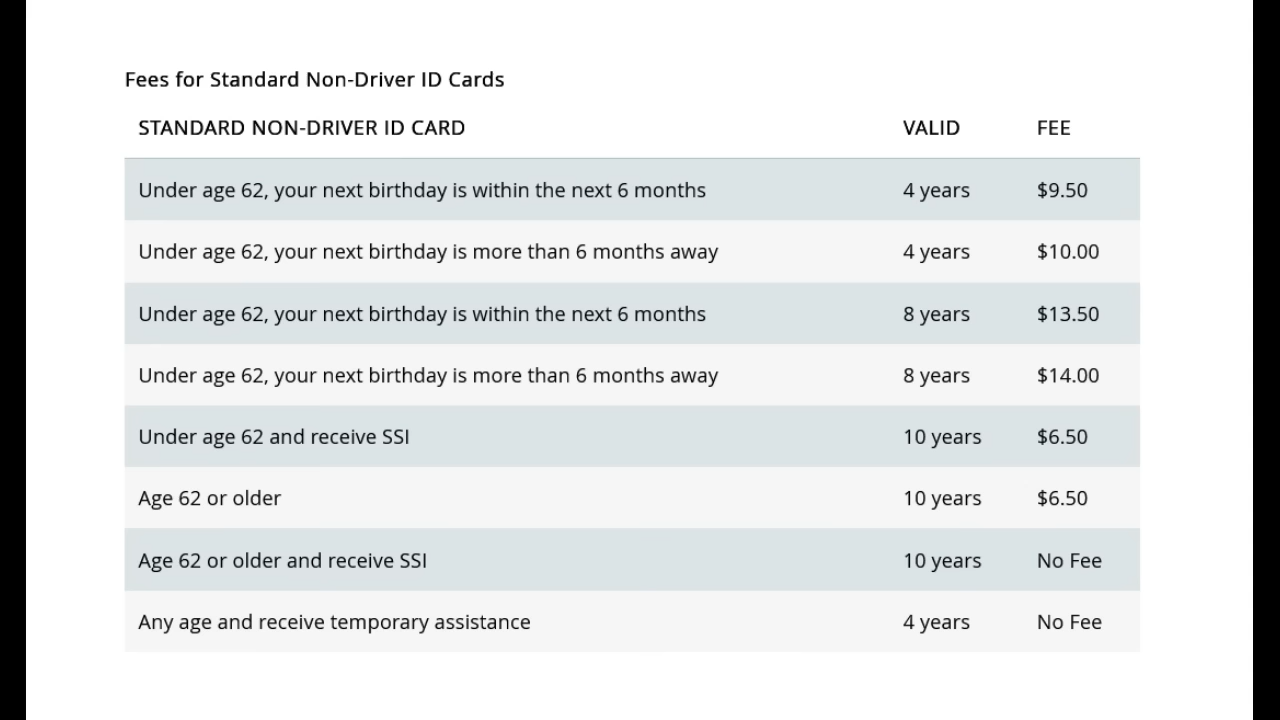 Fees for Standard Non-Driver ID Cards
STANDARD NON-DRIVER ID CARD VALID FEE
Under age 62, your next birthday is within the next 6 months 4 years $9.50
Under age 62, your next birthday is more than 6 months away 4 years $10.00
Under age 62, your next birthday is within the next 6 months 8 years $13.50
Under age 62, your next birthday is more than 6 months away 8 years $14.00
Under age 62 and receive SSI 10 years $6.50
Age 62 or older 10 years $6.50
Age 62 or older and receive SSI 10 years No Fee
Any age and receive temporary assistance 4 years No Fee